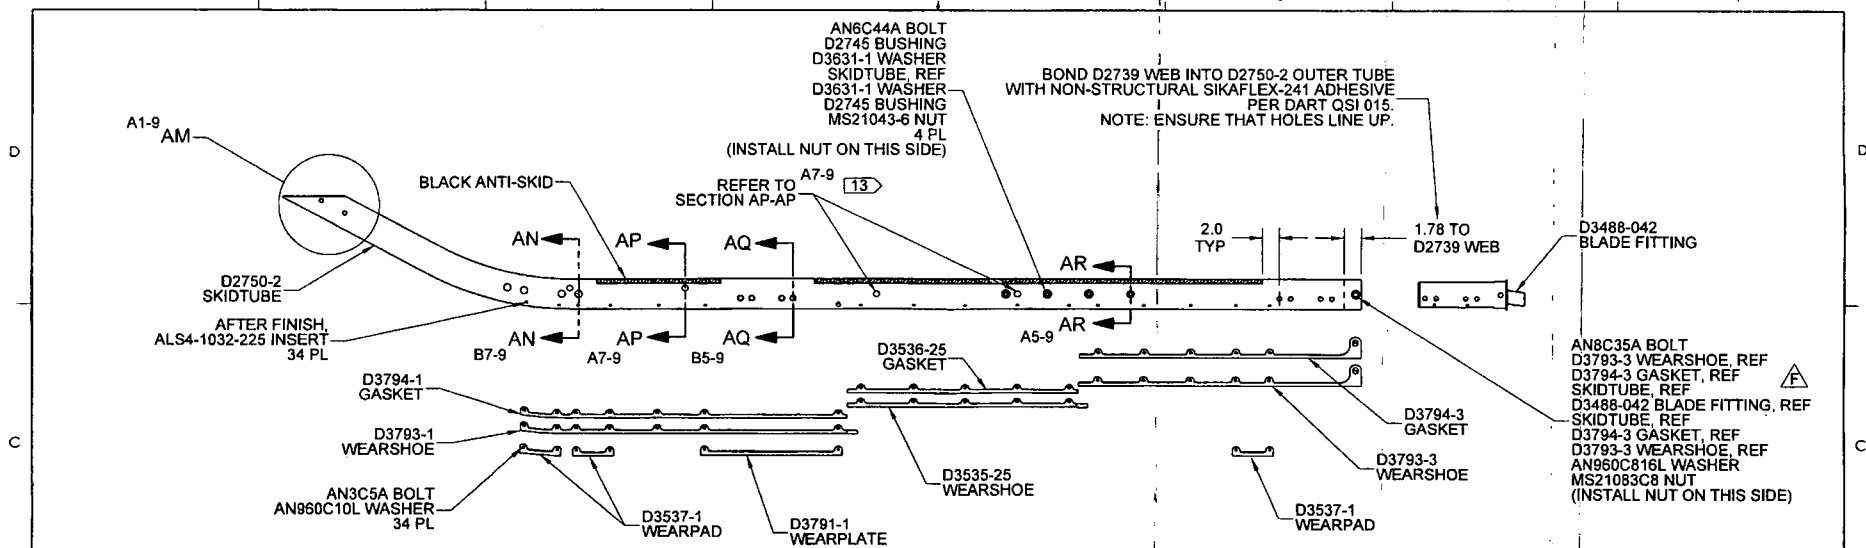 AN6C44A BOLT
D2745 BUSHING
D3631-1 WASHER
SKIDTUBE, REF
D3631-1 WASHER
D2745 BUSHING
MS21043-6 NUT
4 PL
(INSTALL NUT ON THIS SIDE)
BOND D2739 WEB INTO D2750-2 OUTER TUBE
WITH NON-STRUCTURAL SIKAFLEX-241 ADHESIVE
PER DART QSI 015.
NOTE: ENSURE THAT HOLES LINE UP.
D
D
A1-9
AM
BLACK ANTI-SKID
REFER TO
SECTION AP-AP
A7-9
13
AN
AP
AQ
AR
2.0
TYP
1.78 TO
D2739 WEB
D3488-042
BLADE FITTING
D2750-2
SKIDTUBE
AFTER FINISH,
ALS4-1032-225 INSERT
34 PL
AN
AP
AQ
AR
B7-9
A7-9
B5-9
A5-9
D3794-1
GASKET
D3793-1
WEARSHOE
AN3C5A BOLT
AN960C10L WASHER
34 PL
D3537-1
WEARPAD
D3791-1
WEARPLATE
D3536-25
GASKET
D3535-25
WEARSHOE
D3794-3
GASKET
D3793-3
WEARSHOE
D3537-1
WEARPAD
AN8C35A BOLT
D3793-3 WEARSHOE, REF
D3794-3 GASKET, REF
SKIDTUBE, REF
D3488-042 BLADE FITTING, REF
SKIDTUBE, REF
D3794-3 GASKET, REF
D3793-3 WEARSHOE, REF
AN960C816L WASHER
MS21083C8 NUT
(INSTALL NUT ON THIS SIDE)
F
C
C